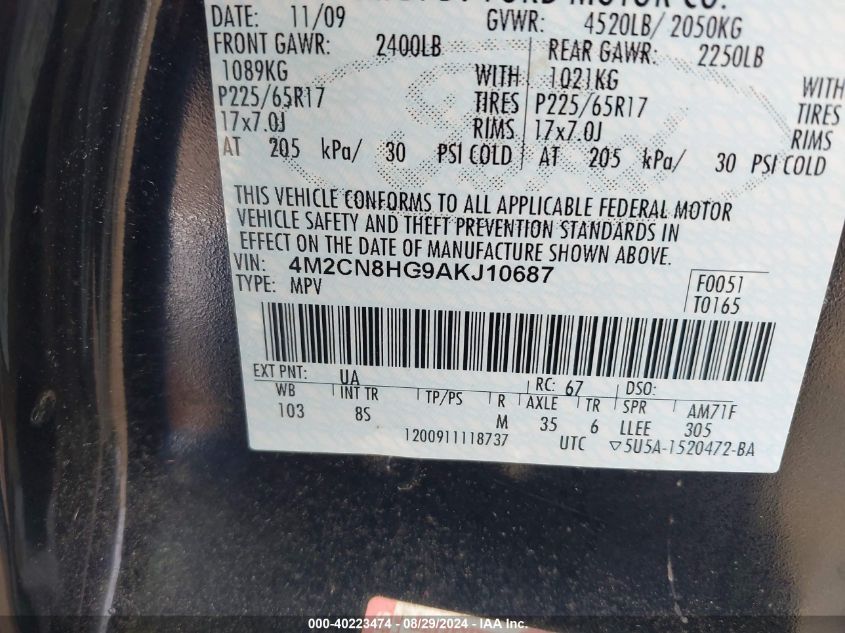 FORD MOTOR CO.
DATE: 11/09 GVWR: 4520LB/ 2050KG
FRONT GAWR: 2400LB REAR GAWR: 2250LB
1089KG WITH 1021KG WITH
P225/65R17 TIRES P225/65R17 TIRES
17x7.0J RIMS 17x7.0J RIMS
AT 205 kPa/ 30 PSI COLD AT 205 kPa/ 30 PSI COLD
THIS VEHICLE CONFORMS TO ALL APPLICABLE FEDERAL MOTOR
VEHICLE SAFETY AND THEFT PREVENTION STANDARDS IN
EFFECT ON THE DATE OF MANUFACTURE SHOWN ABOVE.
VIN: 4M2CN8HG9AKJ10687
TYPE: MPV
F0051
T0165
EXT PNT: UA RC: 67 DSO:
WB INT TR TP/PS R AXLE TR SPR AM71F
103 8S M 35 6 LLEE 305
1200911118737 UTC ▽5U5A-1520472-BA
000-40223474 - 08/29/2024 - IAAI.COM